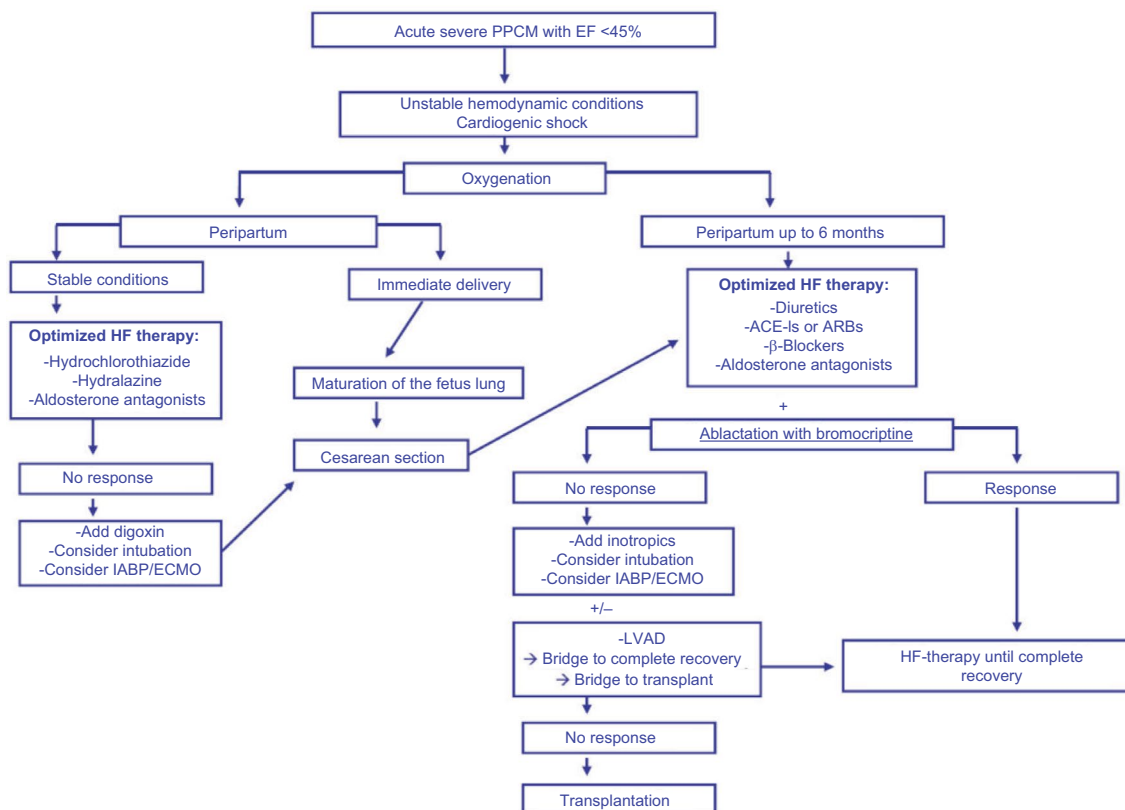 Acute severe PPCM with EF <45%
Unstable hemodynamic conditions
Cardiogenic shock
Oxygenation
Peripartum
Peripartum up to 6 months
Stable conditions
Immediate delivery
Optimized HF therapy:
-Hydrochlorothiazide
-Hydralazine
-Aldosterone antagonists
Optimized HF therapy:
-Diuretics
-ACE-Is or ARBs
-β-Blockers
-Aldosterone antagonists
Maturation of the fetus lung
+
Ablactation with bromocriptine
Cesarean section
No response
No response
Response
-Add digoxin
-Consider intubation
-Consider IABP/ECMO
-Add inotropics
-Consider intubation
-Consider IABP/ECMO
+/–
-LVAD
→ Bridge to complete recovery
→ Bridge to transplant
HF-therapy until complete
recovery
No response
Transplantation